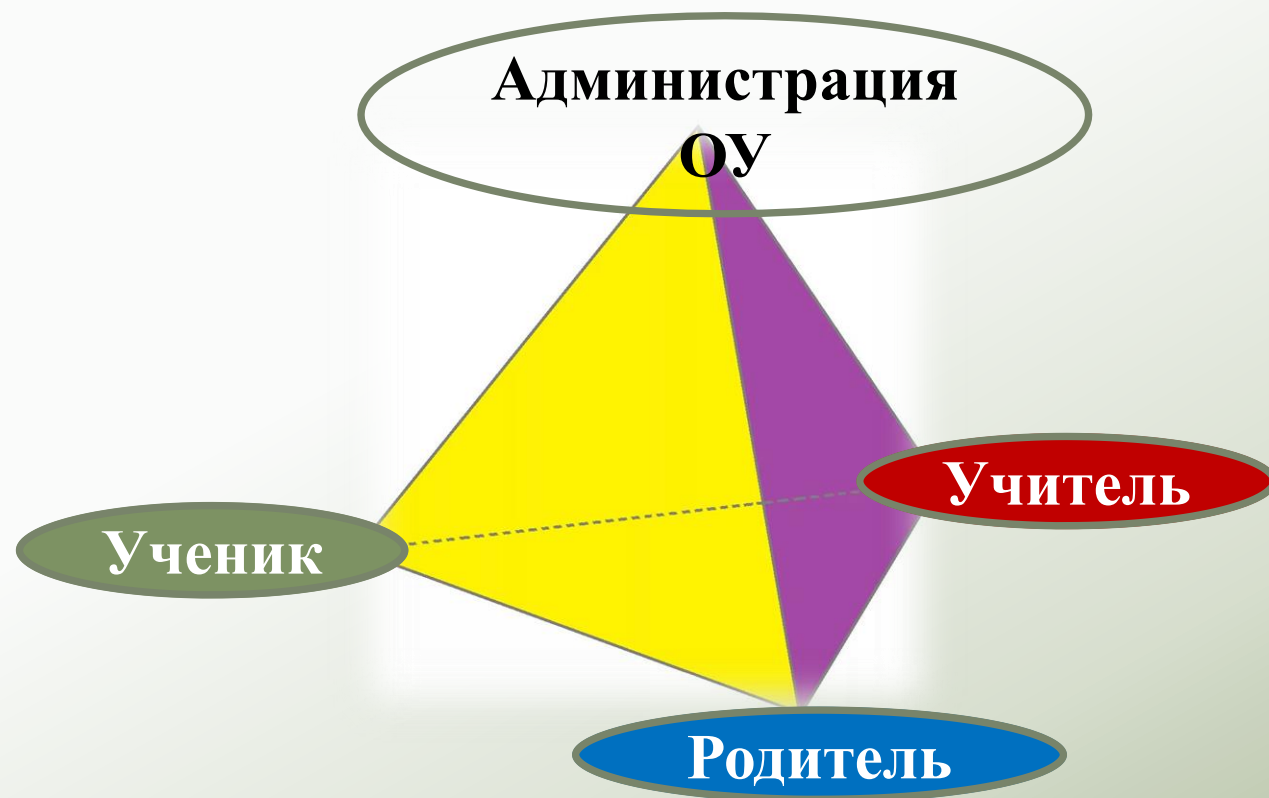 Администрация
ОУ
Учитель
Ученик
Родитель